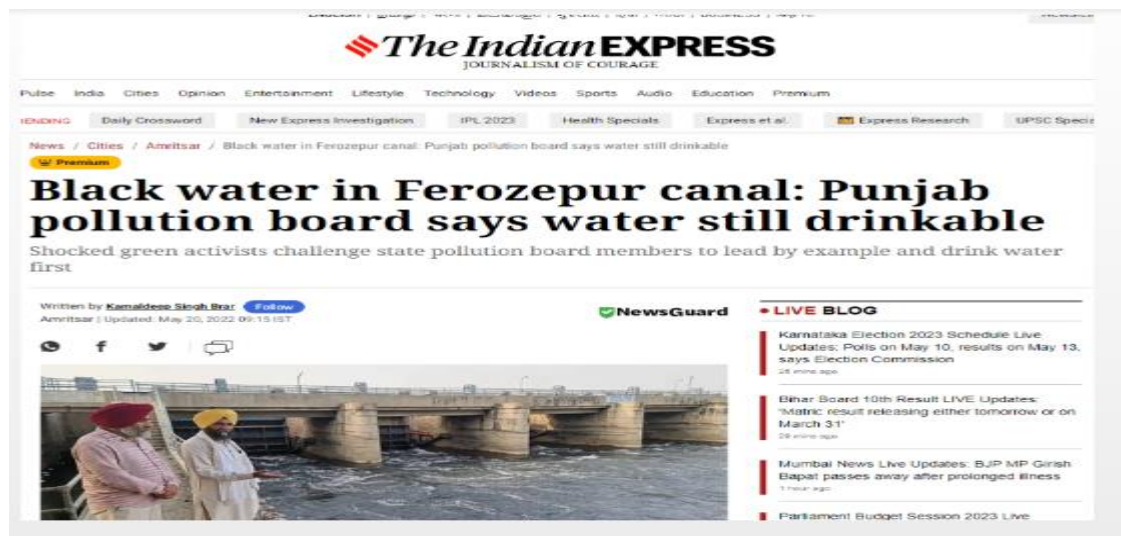 The Indian EXPRESS
JOURNALISM OF COURAGE
Pulse India Cities Opinion Entertainment Lifestyle Technology Videos Sports Audio Education Premium
Daily Crossword New Express Investigation IPL 2023 Health Specials Express et al. Express Research UPSC Specia
News / Cities / Amritsar / Black water in Ferozepur canal: Punjab pollution board says water still drinkable
Premium
Black water in Ferozepur canal: Punjab
pollution board says water still drinkable
Shocked green activists challenge state pollution board members to lead by example and drink water
first
Written by Kamaldeep Singh Brar Follow
Amritsar | Updated: May 20, 2022 09:15 IST
NewsGuard
LIVE BLOG
Karnataka Election 2023 Schedule Live
Updates: Polls on May 10, results on May 13,
says Election Commission
Bihar Board 10th Result LIVE Updates:
'Matric result releasing either tomorrow or on
March 31'
Mumbai News Live Updates: BJP MP Girish
Bapat passes away after prolonged illness
1 hour ago
Parliament Budget Session 2023 Live